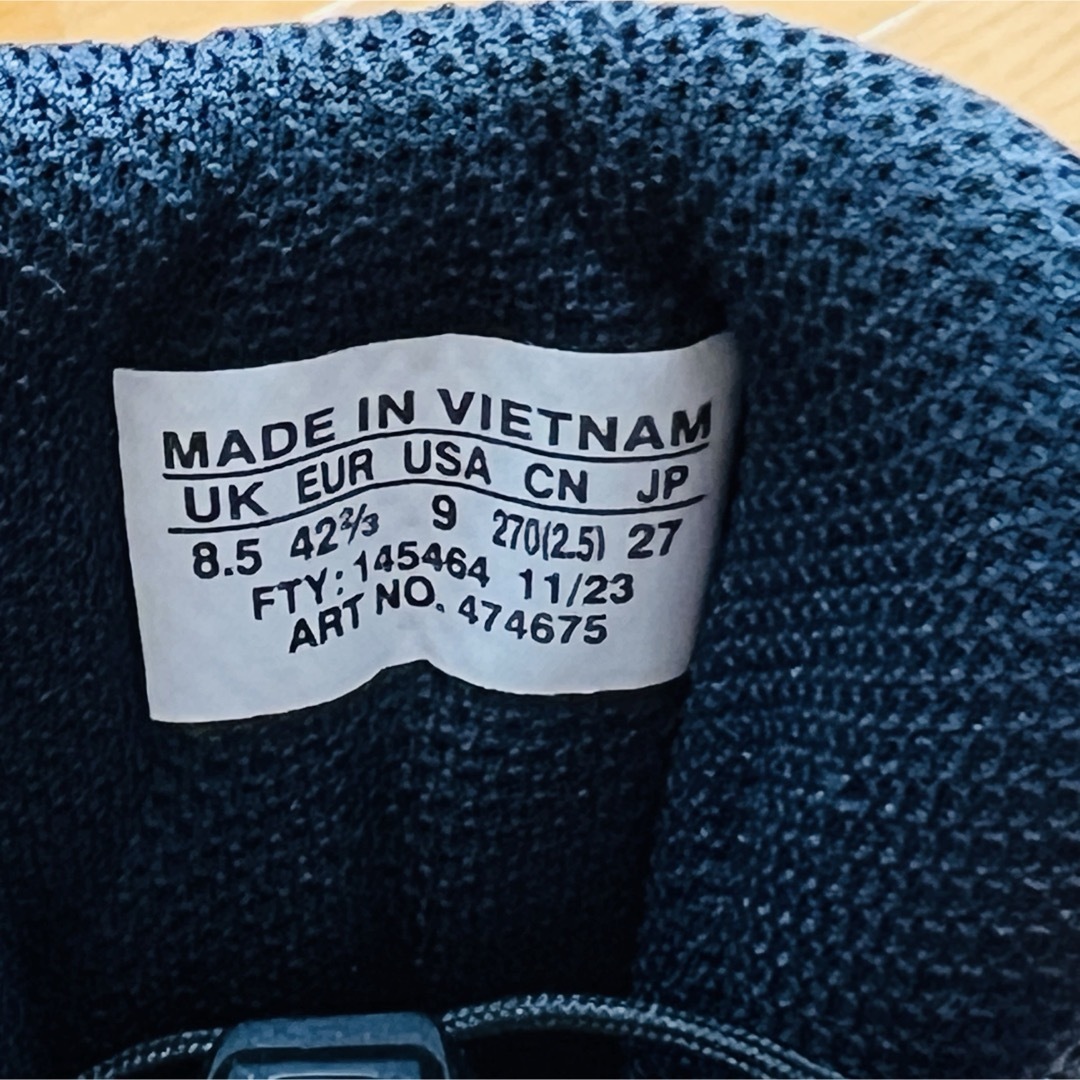 MADE IN VIETNAM
UK EUR USA CN JP
8.5 42⅔ 9 270(2.5) 27
FTY: 145464 11/23
ART NO. 474675